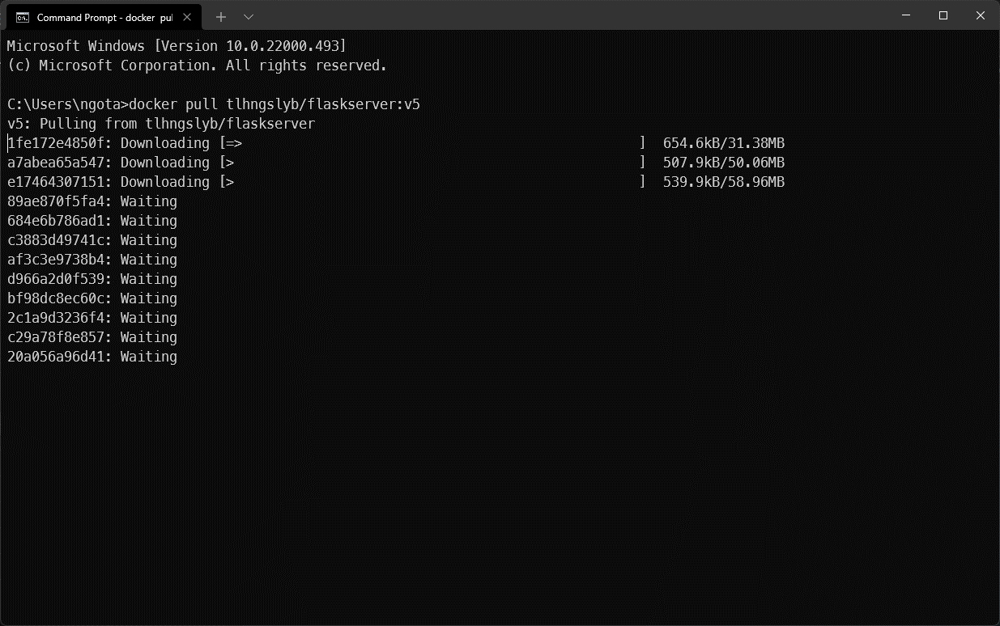 Command Prompt - docker pul
Microsoft Windows [Version 10.0.22000.493]
(c) Microsoft Corporation. All rights reserved.
C:\Users\ngota>docker pull tlhngslyb/flaskserver:v5
v5: Pulling from tlhngslyb/flaskserver
1fe172e4850f: Downloading [=>                                                  ]  654.6kB/31.38MB
a7abea65a547: Downloading [>                                                   ]  507.9kB/50.06MB
e17464307151: Downloading [>                                                   ]  539.9kB/58.96MB
89ae870f5fa4: Waiting
684e6b786ad1: Waiting
c3883d49741c: Waiting
af3c3e9738b4: Waiting
d966a2d0f539: Waiting
bf98dc8ec60c: Waiting
2c1a9d3236f4: Waiting
c29a78f8e857: Waiting
20a056a96d41: Waiting